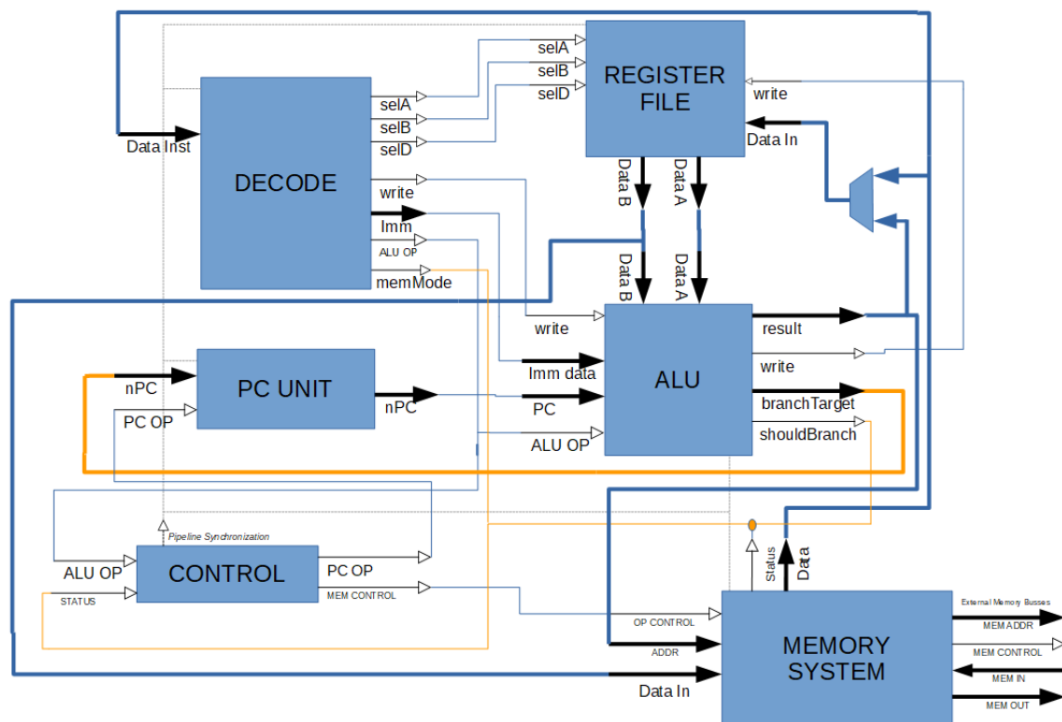 selA
selB
selD
REGISTER
FILE
write
Data In
Data Inst
DECODE
selA
selB
selD
write
Imm
ALU OP
memMode
Data B
Data A
Data B
Data A
write
Imm data
PC
ALU OP
ALU
result
write
branchTarget
shouldBranch
nPC
PC OP
PC UNIT
nPC
Pipeline Synchronization
ALU OP
STATUS
CONTROL
PC OP
MEM CONTROL
Status
Data
OP CONTROL
ADDR
Data In
MEMORY
SYSTEM
External Memory Busses
MEM ADDR
MEM CONTROL
MEM IN
MEM OUT